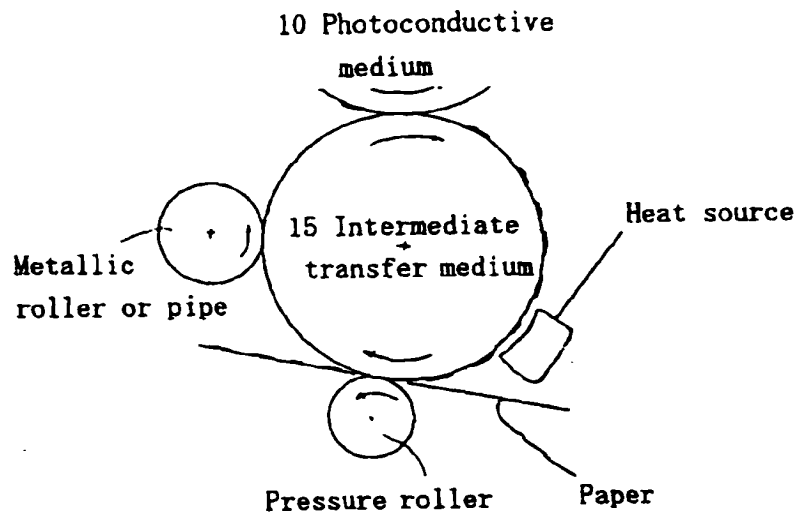 10 Photoconductive
medium
15 Intermediate
transfer medium
Heat source
Metallic
roller or pipe
Pressure roller
Paper